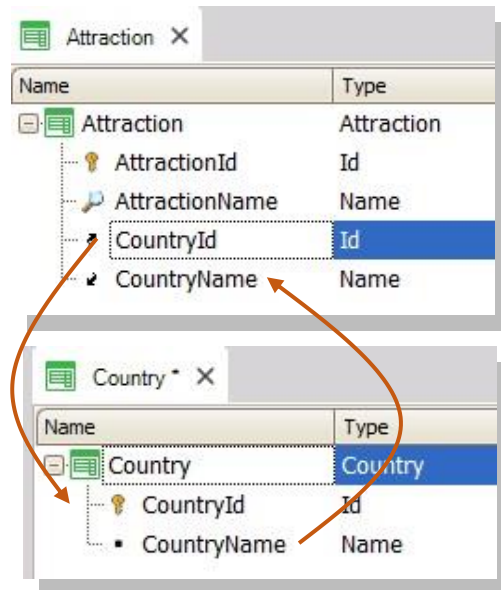 Attraction
Name Type
Attraction Attraction
AttractionId Id
AttractionName Name
CountryId Id
CountryName Name
Country *
Name Type
Country Country
CountryId Id
CountryName Name